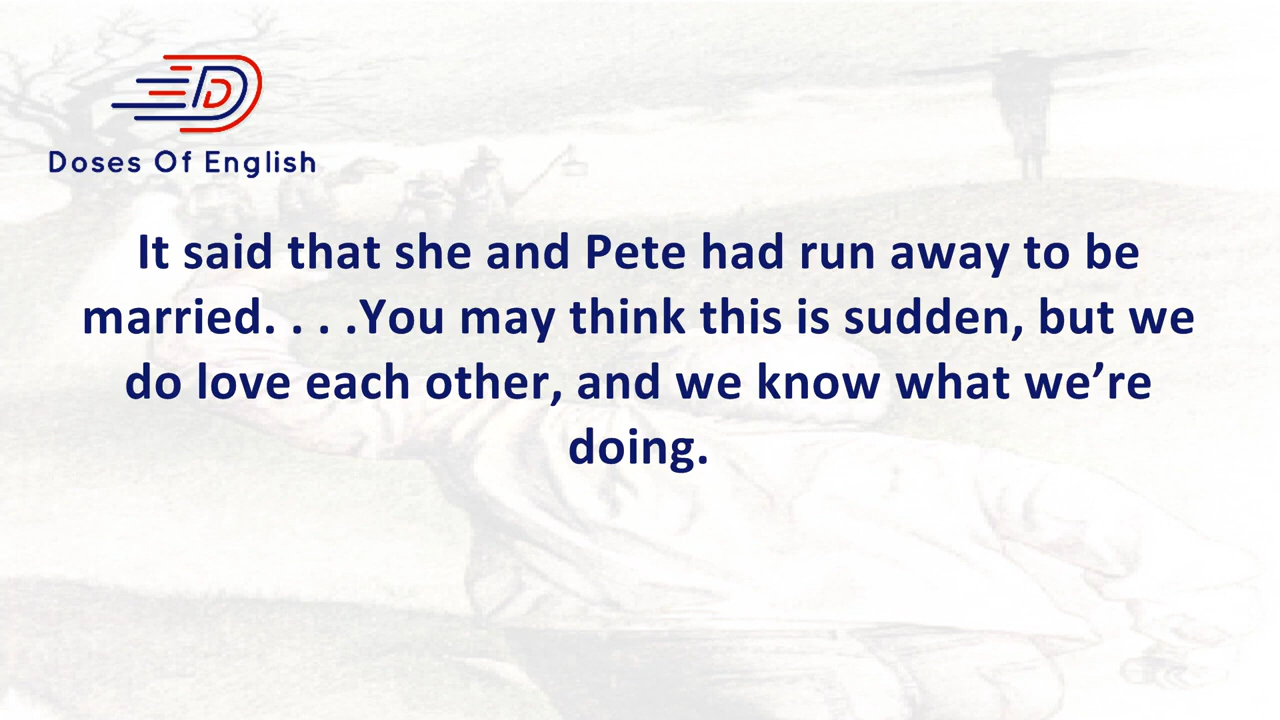 Doses Of English
It said that she and Pete had run away to be
married. . . .You may think this is sudden, but we
do love each other, and we know what we’re
doing.